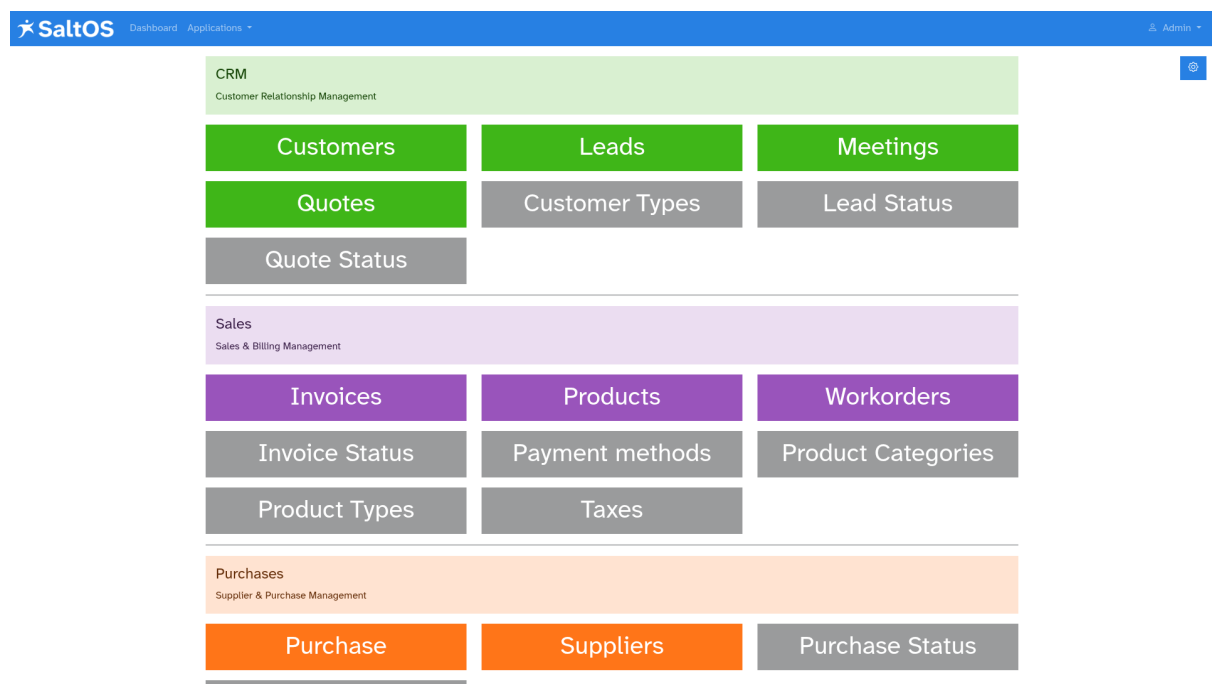 SaltOS Dashboard Applications Admin
CRM
Customer Relationship Management
Customers Leads Meetings
Quotes Customer Types Lead Status
Quote Status
Sales
Sales & Billing Management
Invoices Products Workorders
Invoice Status Payment methods Product Categories
Product Types Taxes
Purchases
Supplier & Purchase Management
Purchase Suppliers Purchase Status